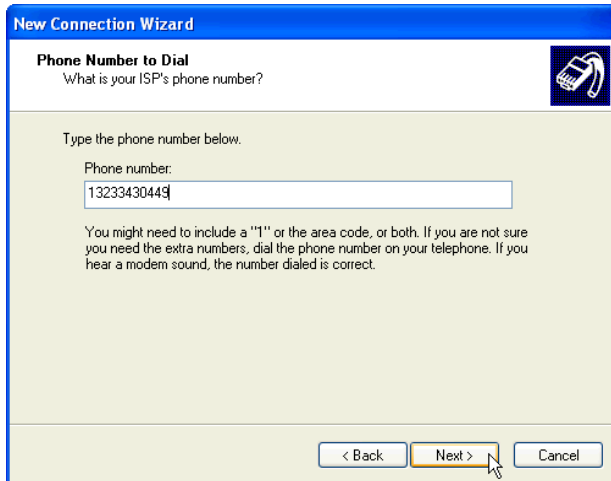 New Connection Wizard
Phone Number to Dial
What is your ISP's phone number?
Type the phone number below.
Phone number:
13233430449
You might need to include a "1" or the area code, or both. If you are not sure
you need the extra numbers, dial the phone number on your telephone. If you
hear a modem sound, the number dialed is correct.
< Back Next > Cancel